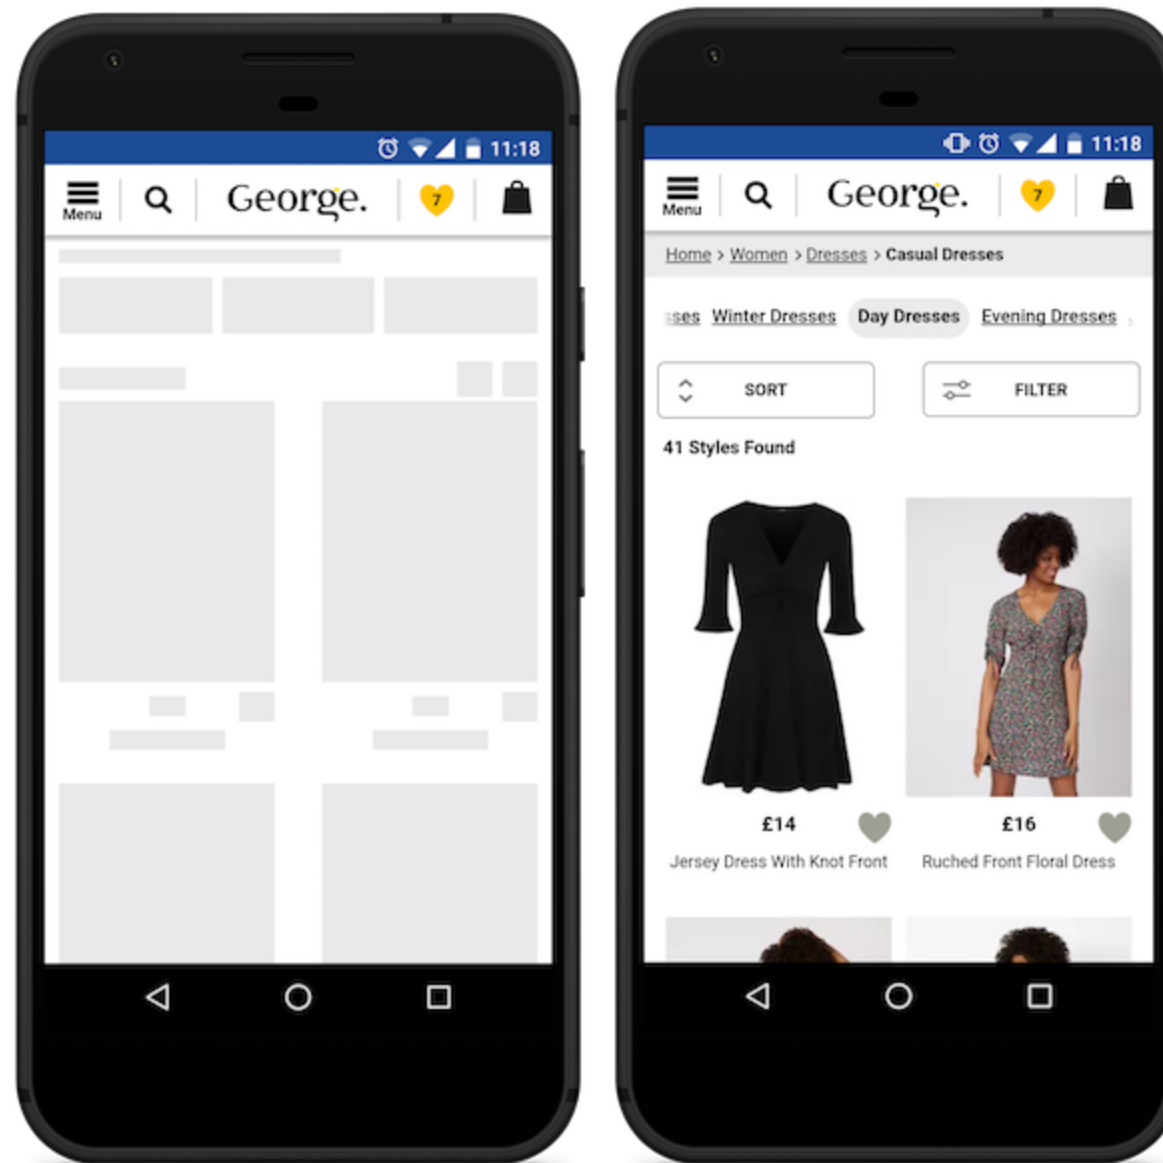 11:18
Menu
George.
7
11:18
Menu
George.
7
Home > Women > Dresses > Casual Dresses
sses Winter Dresses Day Dresses Evening Dresses
SORT
FILTER
41 Styles Found
£14
£16
Jersey Dress With Knot Front
Ruched Front Floral Dress